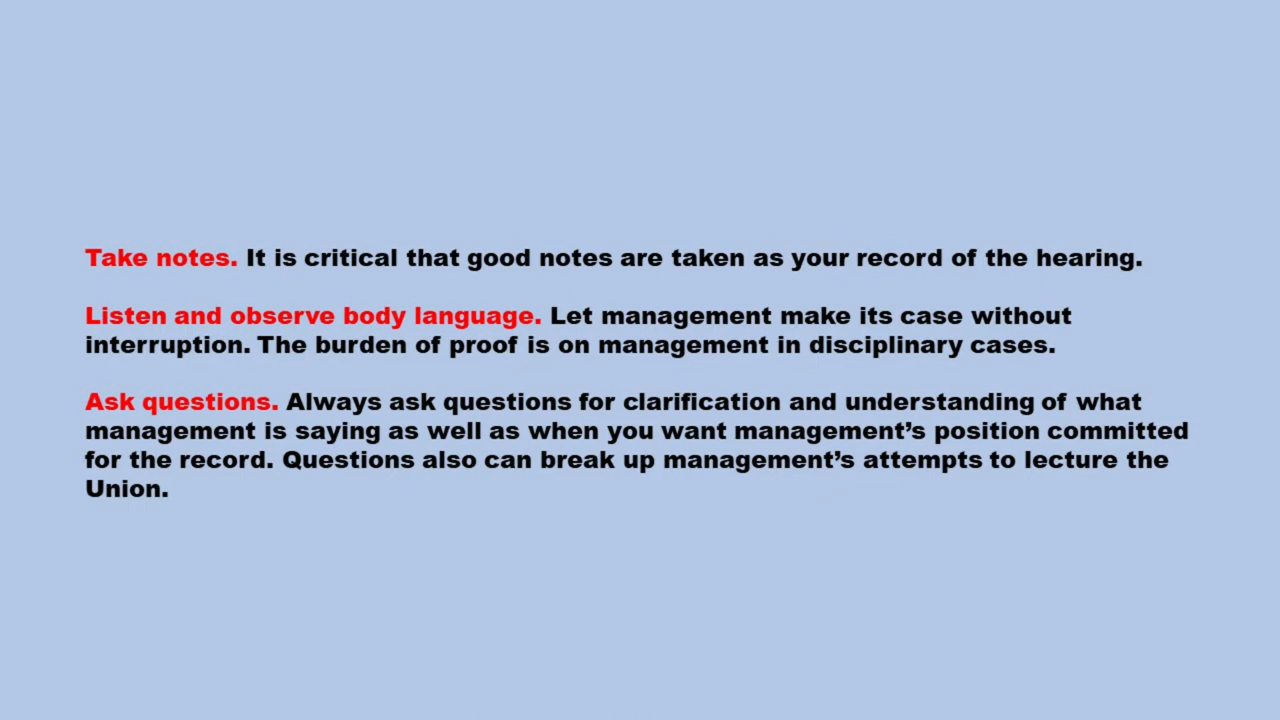 Take notes. It is critical that good notes are taken as your record of the hearing.
Listen and observe body language. Let management make its case without
interruption. The burden of proof is on management in disciplinary cases.
Ask questions. Always ask questions for clarification and understanding of what
management is saying as well as when you want management’s position committed
for the record. Questions also can break up management’s attempts to lecture the
Union.